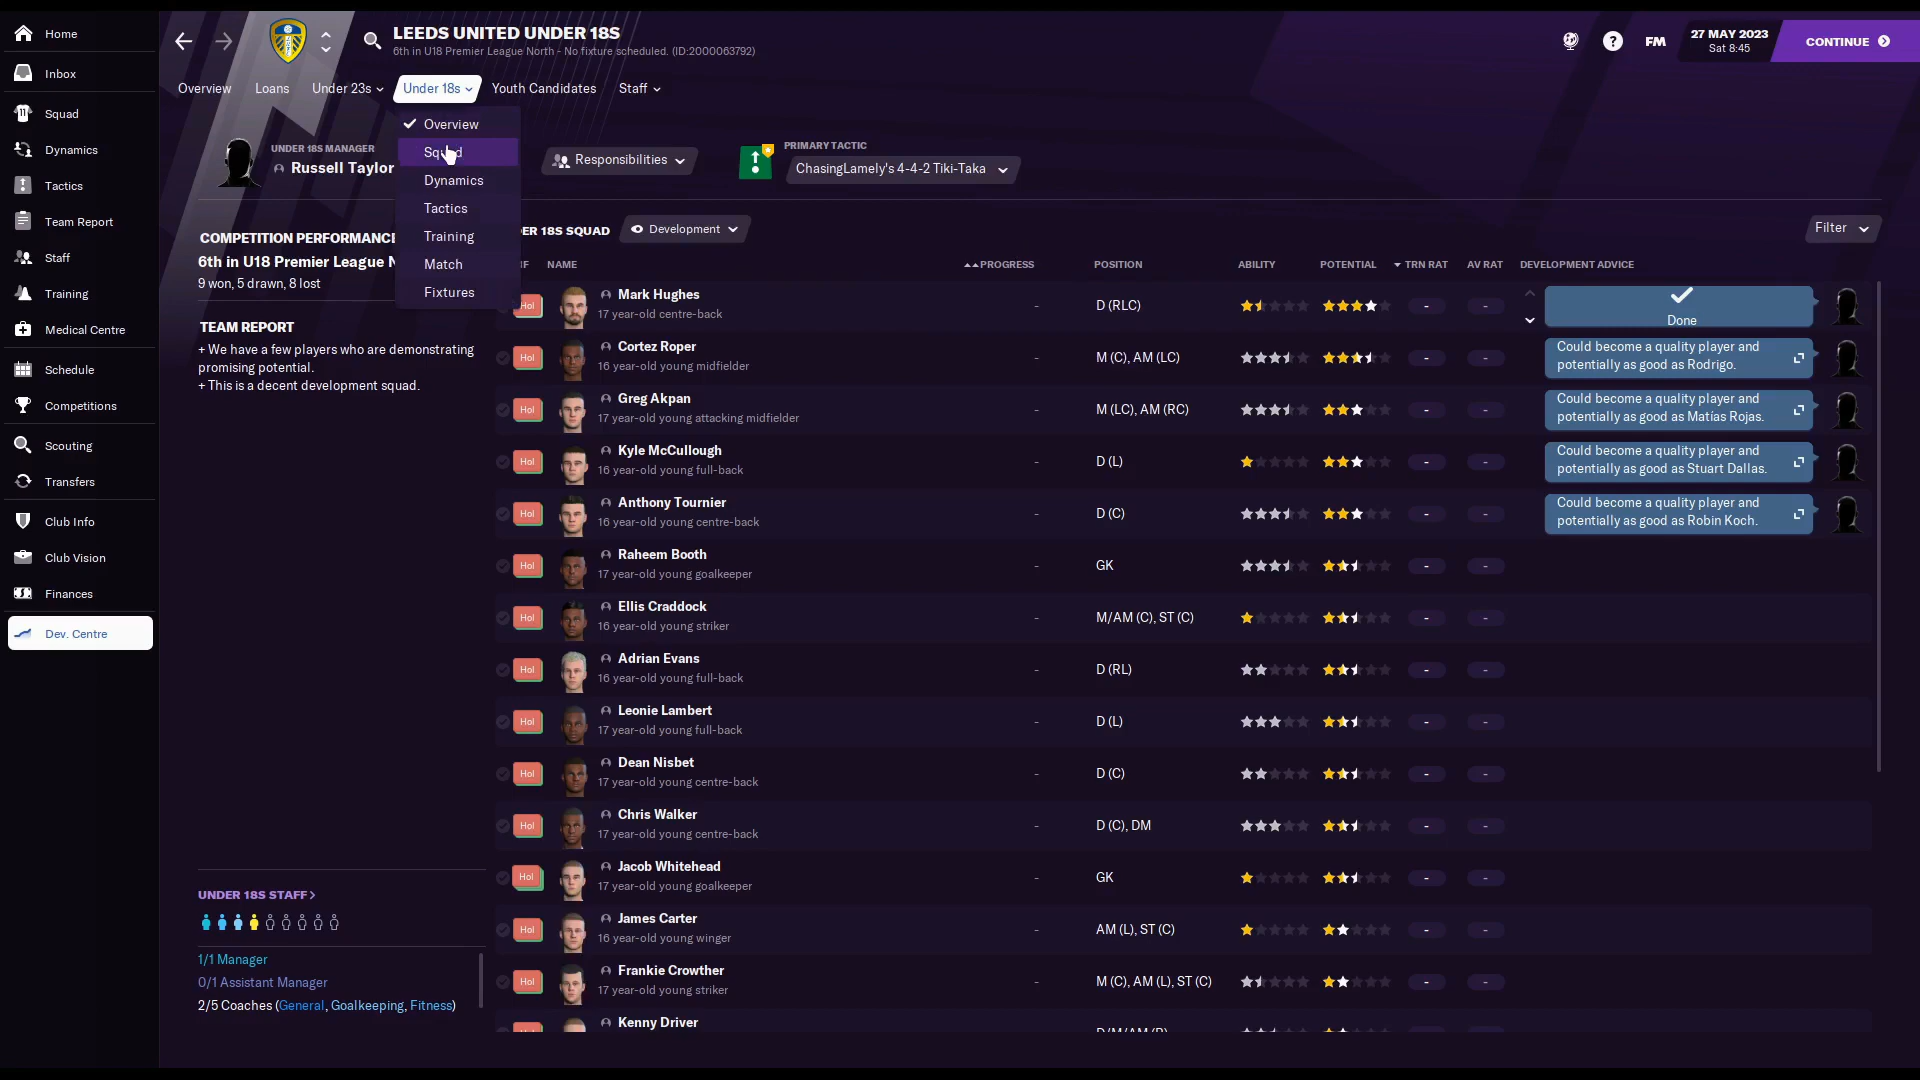 Home
Inbox
Squad
Dynamics
Tactics
Team Report
Staff
Training
Medical Centre
Schedule
Competitions
Scouting
Transfers
Club Info
Club Vision
Finances
Dev. Centre
LEEDS UNITED UNDER 18S
6th in U18 Premier League North - No fixture scheduled. (ID:2000063792)
FM
27 MAY 2023
Sat 8:45
CONTINUE
Overview Loans Under 23s Under 18s Youth Candidates Staff
Overview
Squad
Dynamics
Tactics
Training
Match
Fixtures
UNDER 18S MANAGER
Russell Taylor
Responsibilities
PRIMARY TACTIC
ChasingLamely's 4-4-2 Tiki-Taka
COMPETITION PERFORMANCE
6th in U18 Premier League N
9 won, 5 drawn, 8 lost
TEAM REPORT
+ We have a few players who are demonstrating
promising potential.
+ This is a decent development squad.
UNDER 18S STAFF
1/1 Manager
0/1 Assistant Manager
2/5 Coaches (General, Goalkeeping, Fitness)
ER 18S SQUAD Development Filter
NF NAME PROGRESS POSITION ABILITY POTENTIAL TRN RAT AV RAT DEVELOPMENT ADVICE
Hol Mark Hughes - D (RLC) - - Done
17 year-old centre-back
Hol Cortez Roper - M (C), AM (LC) - - Could become a quality player and
16 year-old young midfielder potentially as good as Rodrigo.
Hol Greg Akpan - M (LC), AM (RC) - - Could become a quality player and
17 year-old young attacking midfielder potentially as good as Matías Rojas.
Hol Kyle McCullough - D (L) - - Could become a quality player and
16 year-old young full-back potentially as good as Stuart Dallas.
Hol Anthony Tournier - D (C) - - Could become a quality player and
16 year-old young centre-back potentially as good as Robin Koch.
Hol Raheem Booth - GK - -
17 year-old young goalkeeper
Hol Ellis Craddock - M/AM (C), ST (C) - -
16 year-old young striker
Hol Adrian Evans - D (RL) - -
16 year-old young full-back
Hol Leonie Lambert - D (L) - -
17 year-old young full-back
Hol Dean Nisbet - D (C) - -
17 year-old young centre-back
Hol Chris Walker - D (C), DM - -
17 year-old young centre-back
Hol Jacob Whitehead - GK - -
17 year-old young goalkeeper
Hol James Carter - AM (L), ST (C) - -
16 year-old young winger
Hol Frankie Crowther - M (C), AM (L), ST (C) - -
17 year-old young striker
Kenny Driver